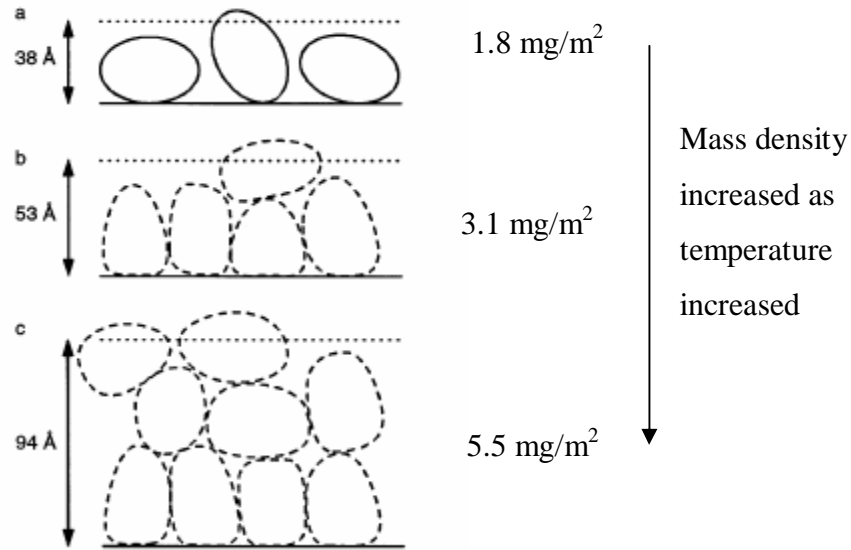 a
38 Å
1.8 mg/m²
b
53 Å
3.1 mg/m²
c
94 Å
5.5 mg/m²
Mass density
increased as
temperature
increased